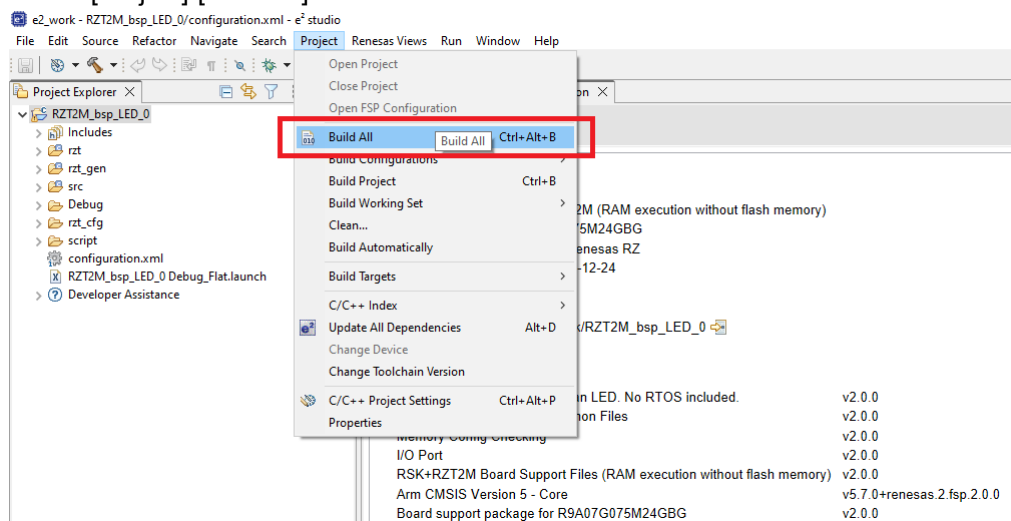 e2_work - RZT2M_bsp_LED_0/configuration.xml - e² studio
File Edit Source Refactor Navigate Search Project Renesas Views Run Window Help
Project Explorer
RZT2M_bsp_LED_0
Includes
rzt
rzt_gen
src
Debug
rzt_cfg
script
configuration.xml
RZT2M_bsp_LED_0 Debug_Flat.launch
Developer Assistance
Open Project
Close Project
Open FSP Configuration
Build All Ctrl+Alt+B
Build All
Build Configurations
Build Project Ctrl+B
Build Working Set
Clean...
Build Automatically
Build Targets
C/C++ Index
Update All Dependencies Alt+D
Change Device
Change Toolchain Version
C/C++ Project Settings Ctrl+Alt+P
Properties
on
2M (RAM execution without flash memory)
5M24GBG
enesas RZ
-12-24
/RZT2M_bsp_LED_0
n LED. No RTOS included. v2.0.0
non Files v2.0.0
Memory Config Checking v2.0.0
I/O Port v2.0.0
RSK+RZT2M Board Support Files (RAM execution without flash memory) v2.0.0
Arm CMSIS Version 5 - Core v5.7.0+renesas.2.fsp.2.0.0
Board support package for R9A07G075M24GBG v2.0.0